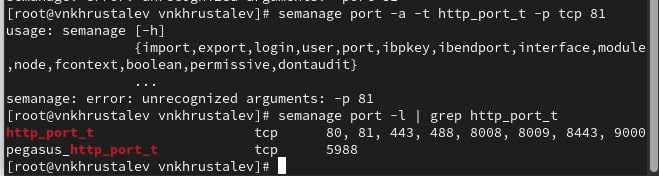 [root@vnkhrustalev vnkhrustalev]# semanage port -a -t http_port_t -p tcp 81
usage: semanage [-h]
{import,export,login,user,port,ibpkey,ibendport,interface,module
,node,fcontext,boolean,permissive,dontaudit}
...
semanage: error: unrecognized arguments: -p 81
[root@vnkhrustalev vnkhrustalev]# semanage port -l | grep http_port_t
http_port_t tcp 80, 81, 443, 488, 8008, 8009, 8443, 9000
pegasus_http_port_t tcp 5988
[root@vnkhrustalev vnkhrustalev]#